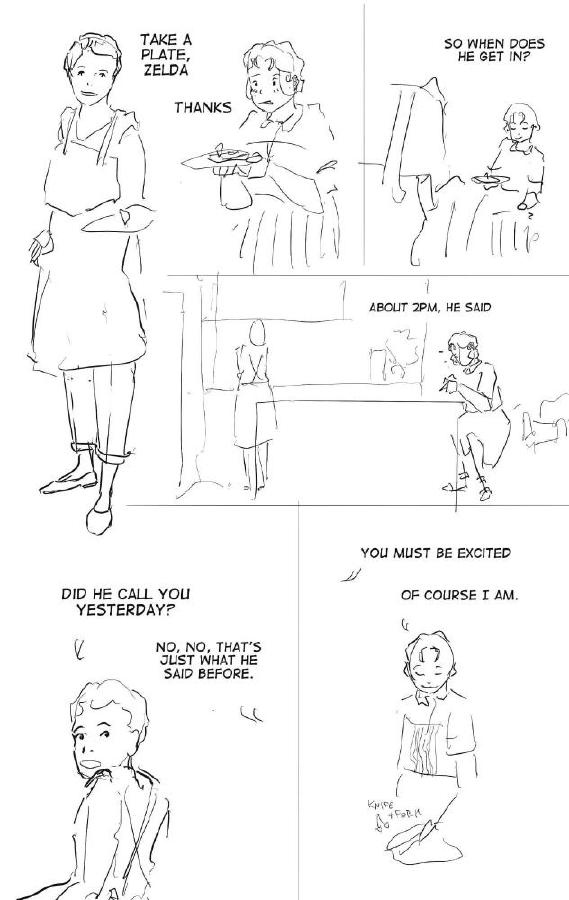 TAKE A
PLATE,
ZELDA
THANKS
SO WHEN DOES
HE GET IN?
ABOUT 2PM, HE SAID
DID HE CALL YOU
YESTERDAY?
NO, NO, THAT'S
JUST WHAT HE
SAID BEFORE.
YOU MUST BE EXCITED
OF COURSE I AM.
KNIFE
+ FORK